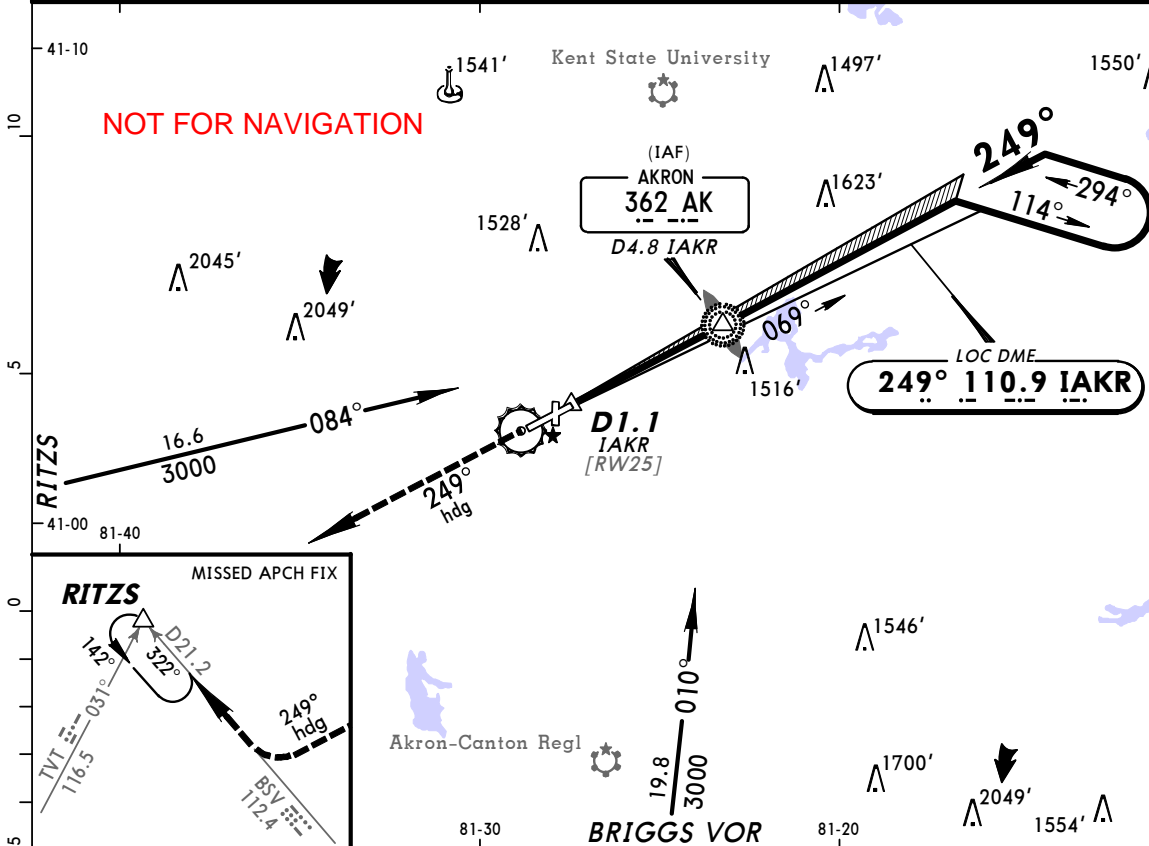 41-10
1541'
Kent State University
1497'
1550'
NOT FOR NAVIGATION
10
(IAF)
AKRON
362 AK
D4.8 IAKR
249°
294°
114°
1623'
1528'
2045'
2049'
069°
LOC DME
249° 110.9 IAKR
5
1516'
D1.1
IAKR
[RW25]
084°
16.6
3000
RITZS
249°
hdg
41-00
81-40
MISSED APCH FIX
RITZS
D21.2
142°
322°
031°
TVT
116.5
249°
hdg
BSV
112.4
0
1546'
010°
19.8
3000
Akron-Canton Regl
1700'
2049'
1554'
5
81-30
BRIGGS VOR
81-20